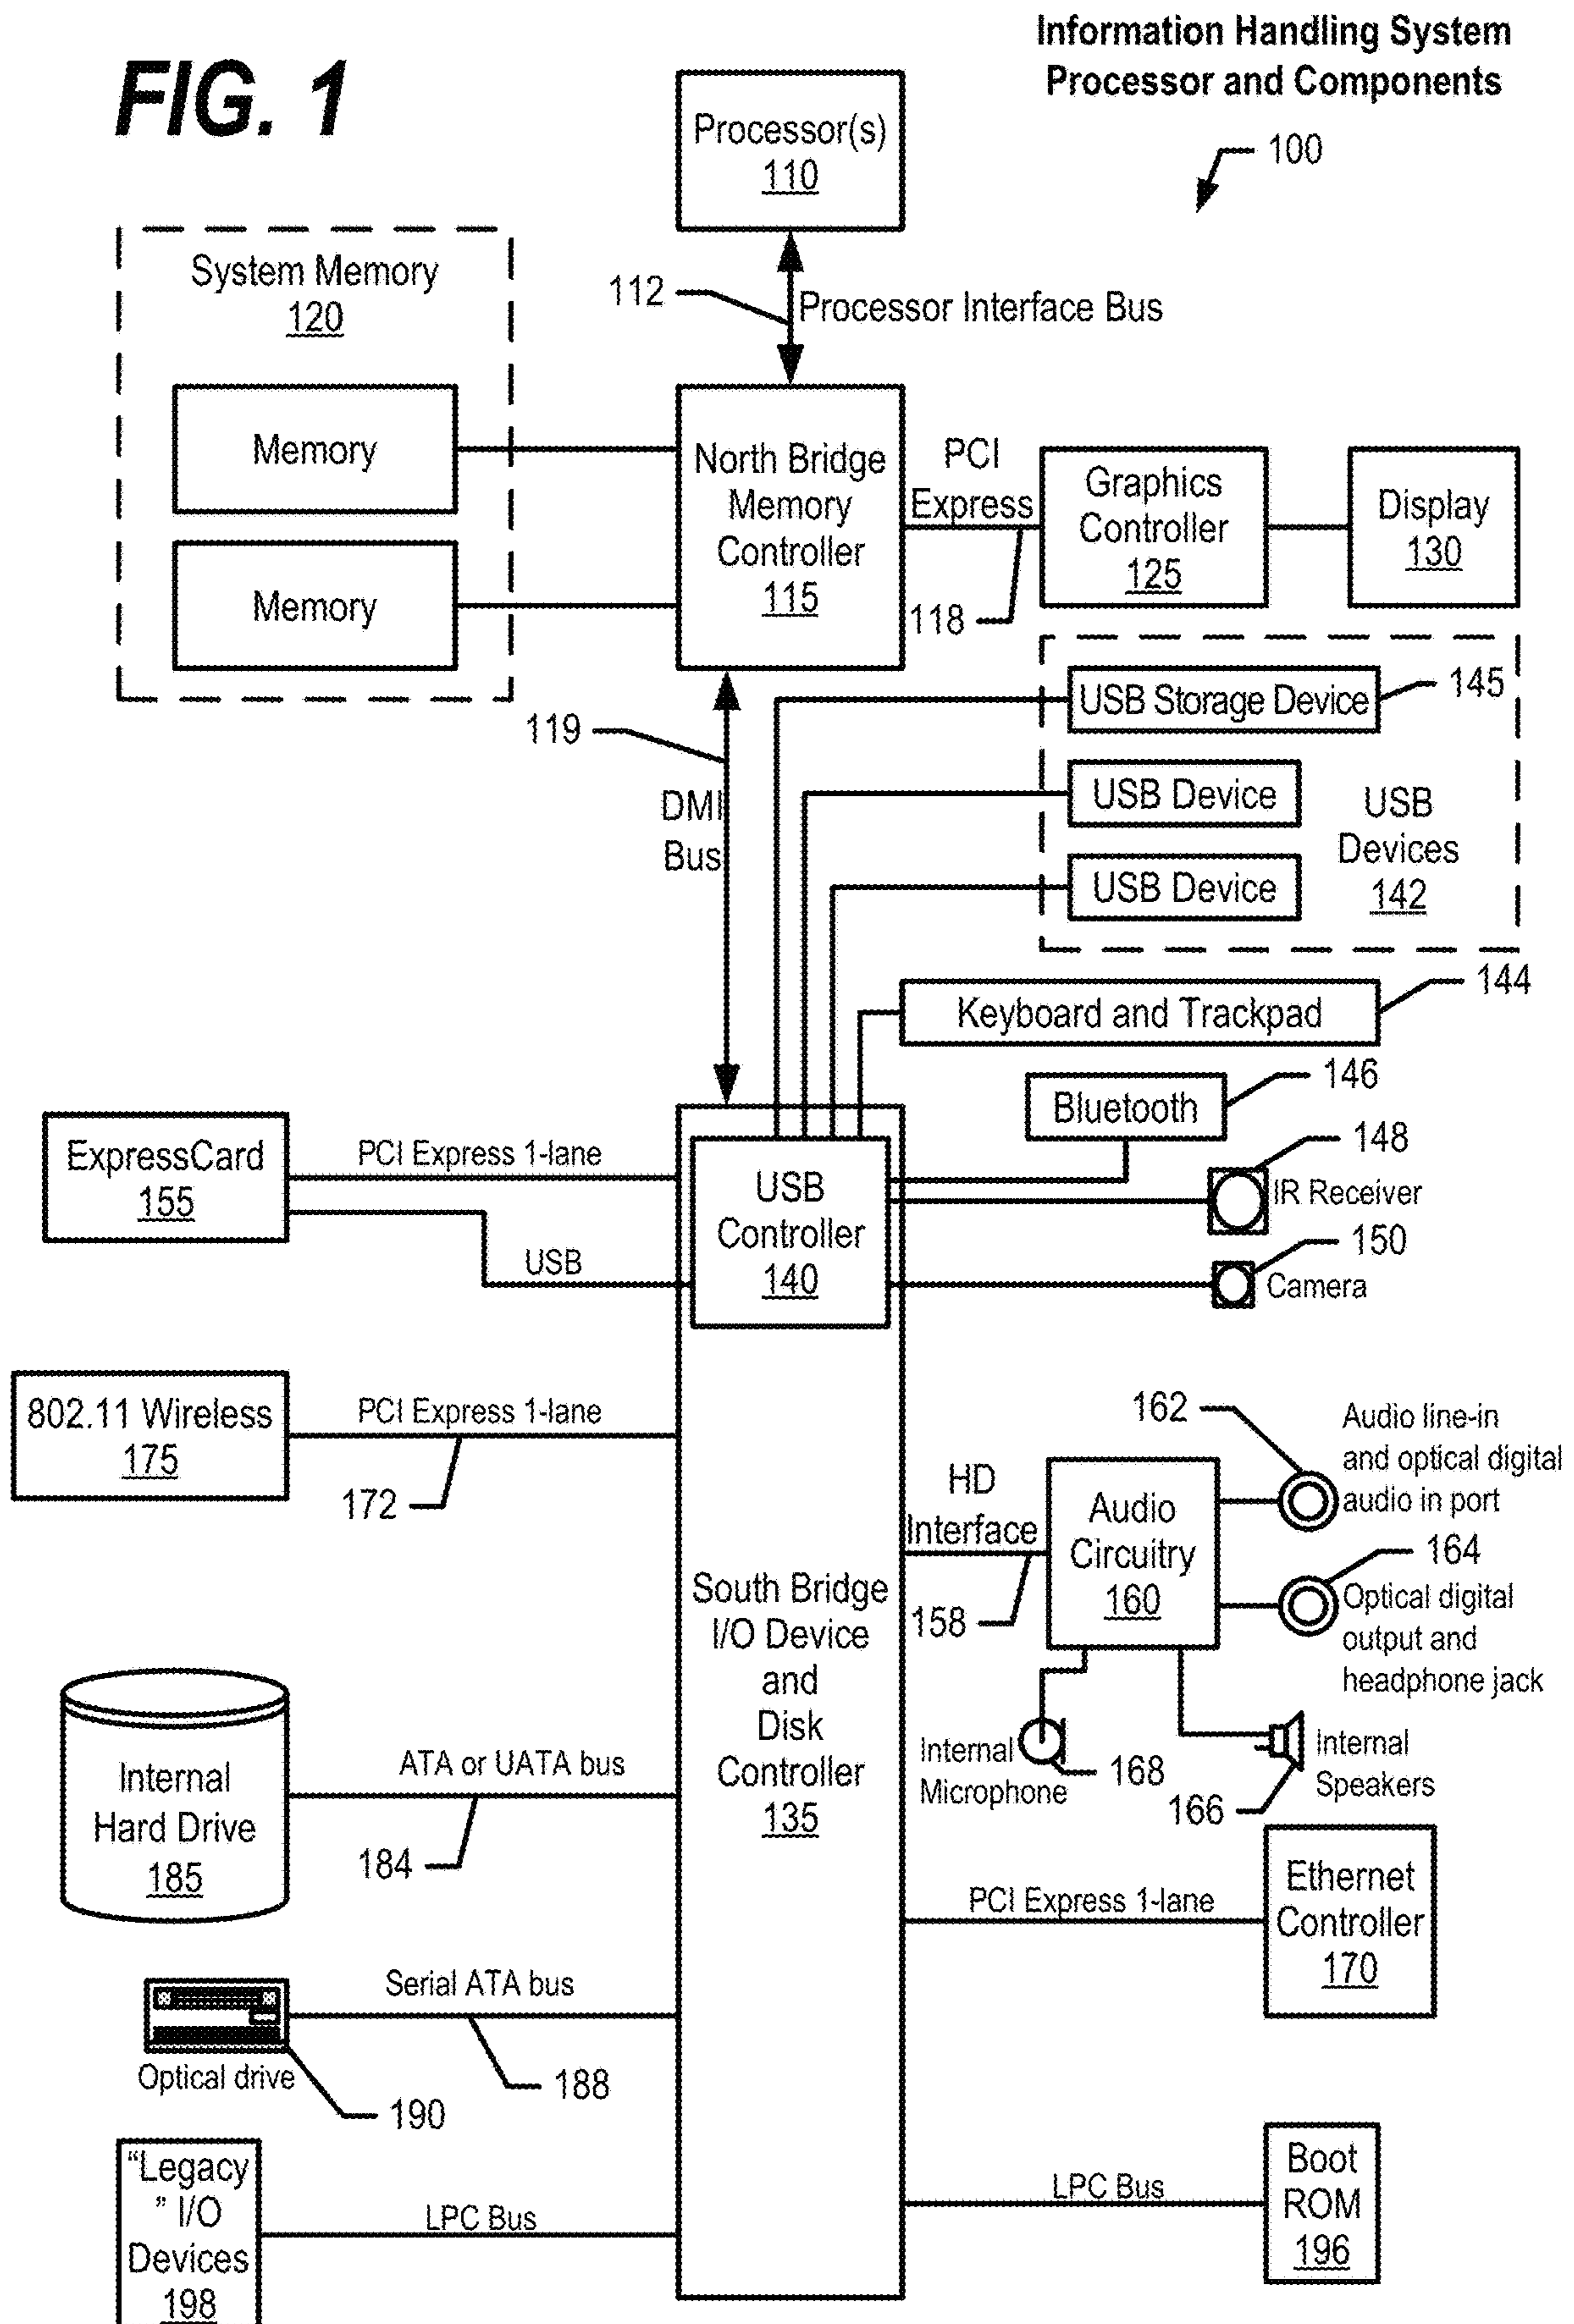 FIG. 1
Information Handling System
Processor and Components
100
Processor(s)
110
System Memory
120
112
Processor Interface Bus
Memory
Memory
North Bridge
Memory
Controller
115
PCI
Express
118
Graphics
Controller
125
Display
130
119
DMI
Bus
USB Storage Device
145
USB Device
USB Device
USB
Devices
142
144
Keyboard and Trackpad
146
Bluetooth
148
IR Receiver
150
Camera
ExpressCard
155
PCI Express 1-lane
USB
USB
Controller
140
802.11 Wireless
175
PCI Express 1-lane
172
162
Audio line-in
and optical digital
audio in port
HD
Interface
158
Audio
Circuitry
160
164
Optical digital
output and
headphone jack
South Bridge
I/O Device
and
Disk
Controller
135
Internal
Microphone
168
166
Internal
Speakers
Internal
Hard Drive
185
ATA or UATA bus
184
PCI Express 1-lane
Ethernet
Controller
170
Serial ATA bus
188
Optical drive
190
“Legacy
” I/O
Devices
198
LPC Bus
LPC Bus
Boot
ROM
196